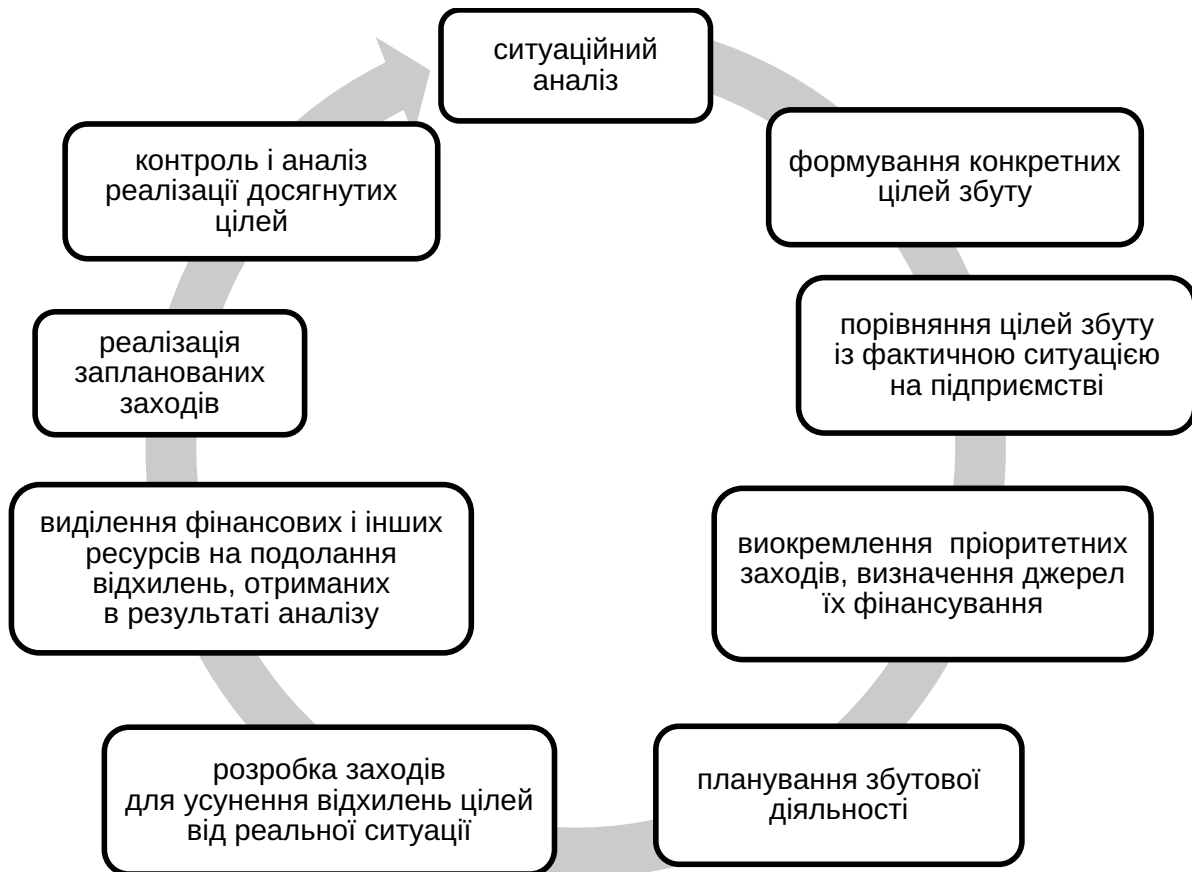 ситуаційний
аналіз
формування конкретних
цілей збуту
порівняння цілей збуту
із фактичною ситуацією
на підприємстві
виокремлення  пріоритетних
заходів, визначення джерел
їх фінансування
планування збутової
діяльності
розробка заходів
для усунення відхилень цілей
від реальної ситуації
виділення фінансових і інших
ресурсів на подолання
відхилень, отриманих
в результаті аналізу
реалізація
запланованих
заходів
контроль і аналіз
реалізації досягнутих
цілей